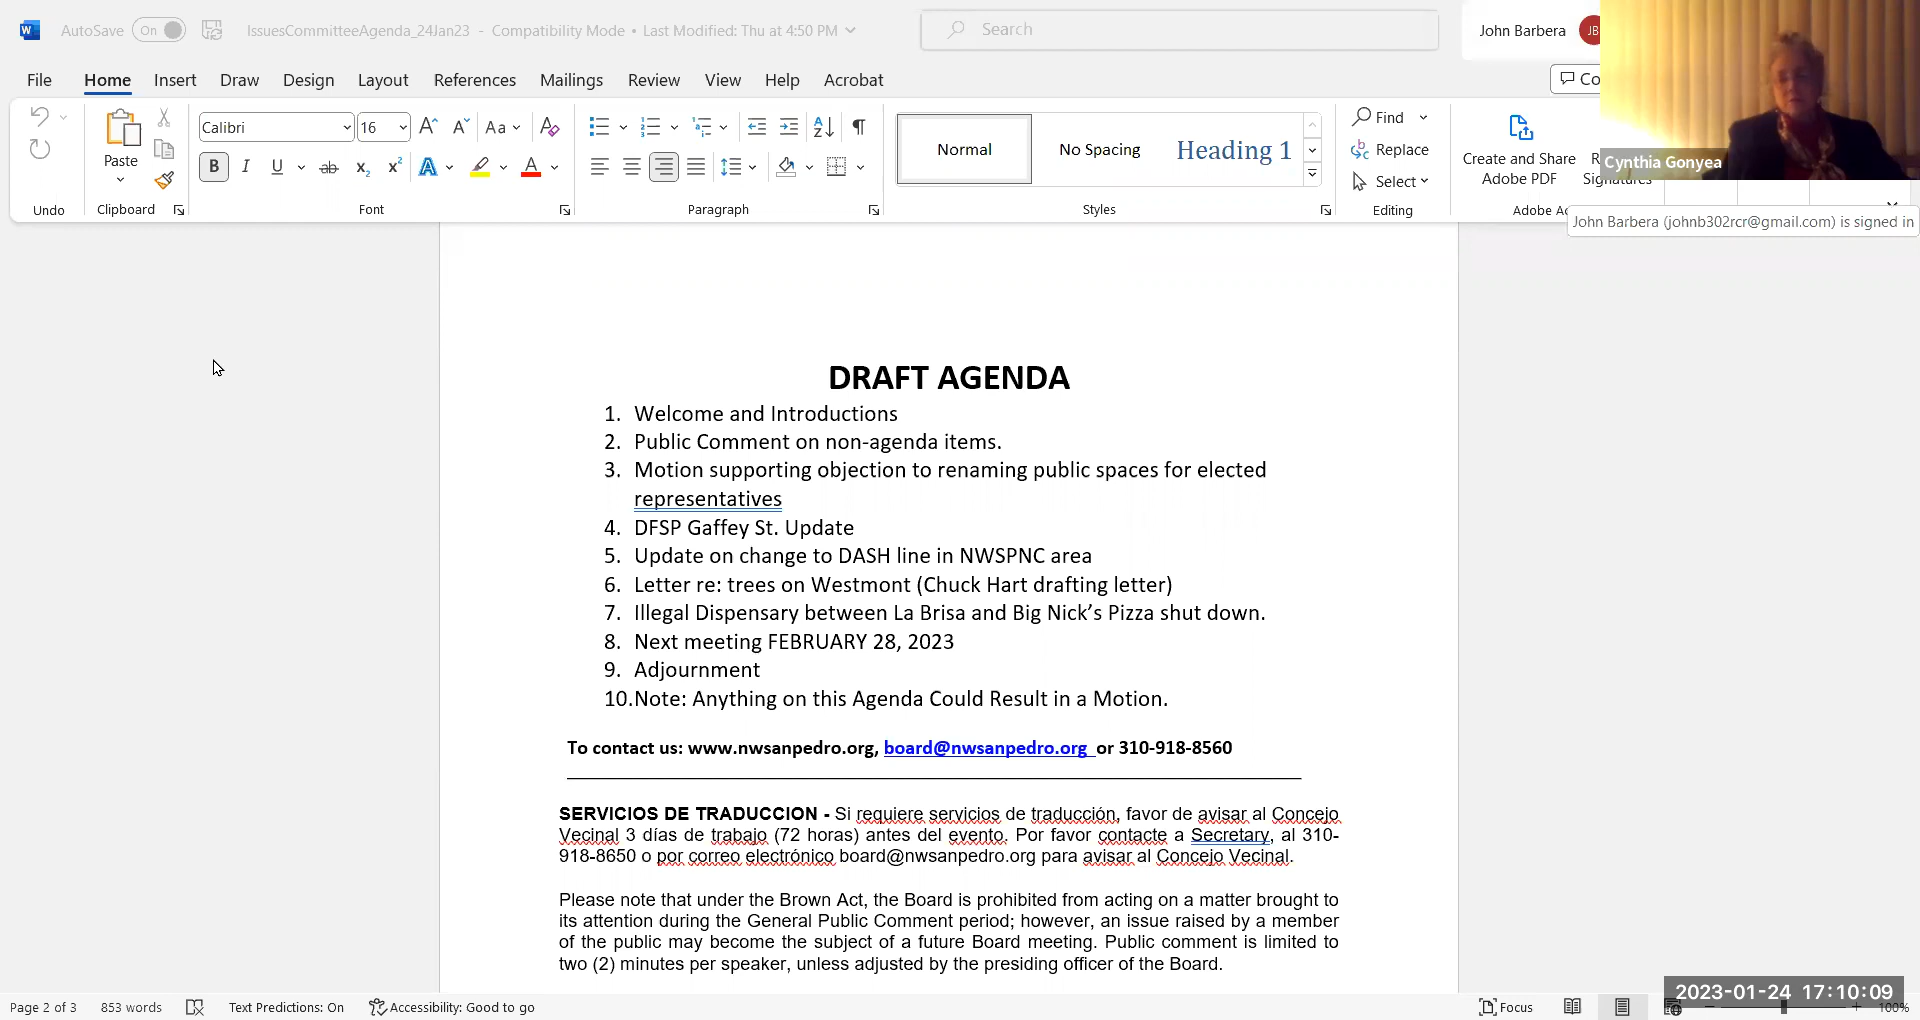 AutoSave On IssuesCommitteeAgenda_24Jan23 - Compatibility Mode • Last Modified: Thu at 4:50 PM Search John Barbera JB
File Home Insert Draw Design Layout References Mailings Review View Help Acrobat Co
Calibri 16 Aa
Paste B I U ab x₂ x² A A
Normal No Spacing Heading 1
Find
Replace
Select
Create and Share
Adobe PDF
Signatures
Cynthia Gonyea
Undo Clipboard Font Paragraph Styles Editing Adobe Ac
John Barbera (johnb302rcr@gmail.com) is signed in
DRAFT AGENDA
1. Welcome and Introductions
2. Public Comment on non-agenda items.
3. Motion supporting objection to renaming public spaces for elected
representatives
4. DFSP Gaffey St. Update
5. Update on change to DASH line in NWSPNC area
6. Letter re: trees on Westmont (Chuck Hart drafting letter)
7. Illegal Dispensary between La Brisa and Big Nick’s Pizza shut down.
8. Next meeting FEBRUARY 28, 2023
9. Adjournment
10.Note: Anything on this Agenda Could Result in a Motion.
To contact us: www.nwsanpedro.org, board@nwsanpedro.org or 310-918-8560
SERVICIOS DE TRADUCCION - Si requiere servicios de traducción, favor de avisar al Concejo
Vecinal 3 días de trabajo (72 horas) antes del evento. Por favor contacte a Secretary, al 310-
918-8650 o por correo electrónico board@nwsanpedro.org para avisar al Concejo Vecinal.
Please note that under the Brown Act, the Board is prohibited from acting on a matter brought to
its attention during the General Public Comment period; however, an issue raised by a member
of the public may become the subject of a future Board meeting. Public comment is limited to
two (2) minutes per speaker, unless adjusted by the presiding officer of the Board.
2023-01-24 17:10:09
Page 2 of 3 853 words Text Predictions: On Accessibility: Good to go Focus 100%